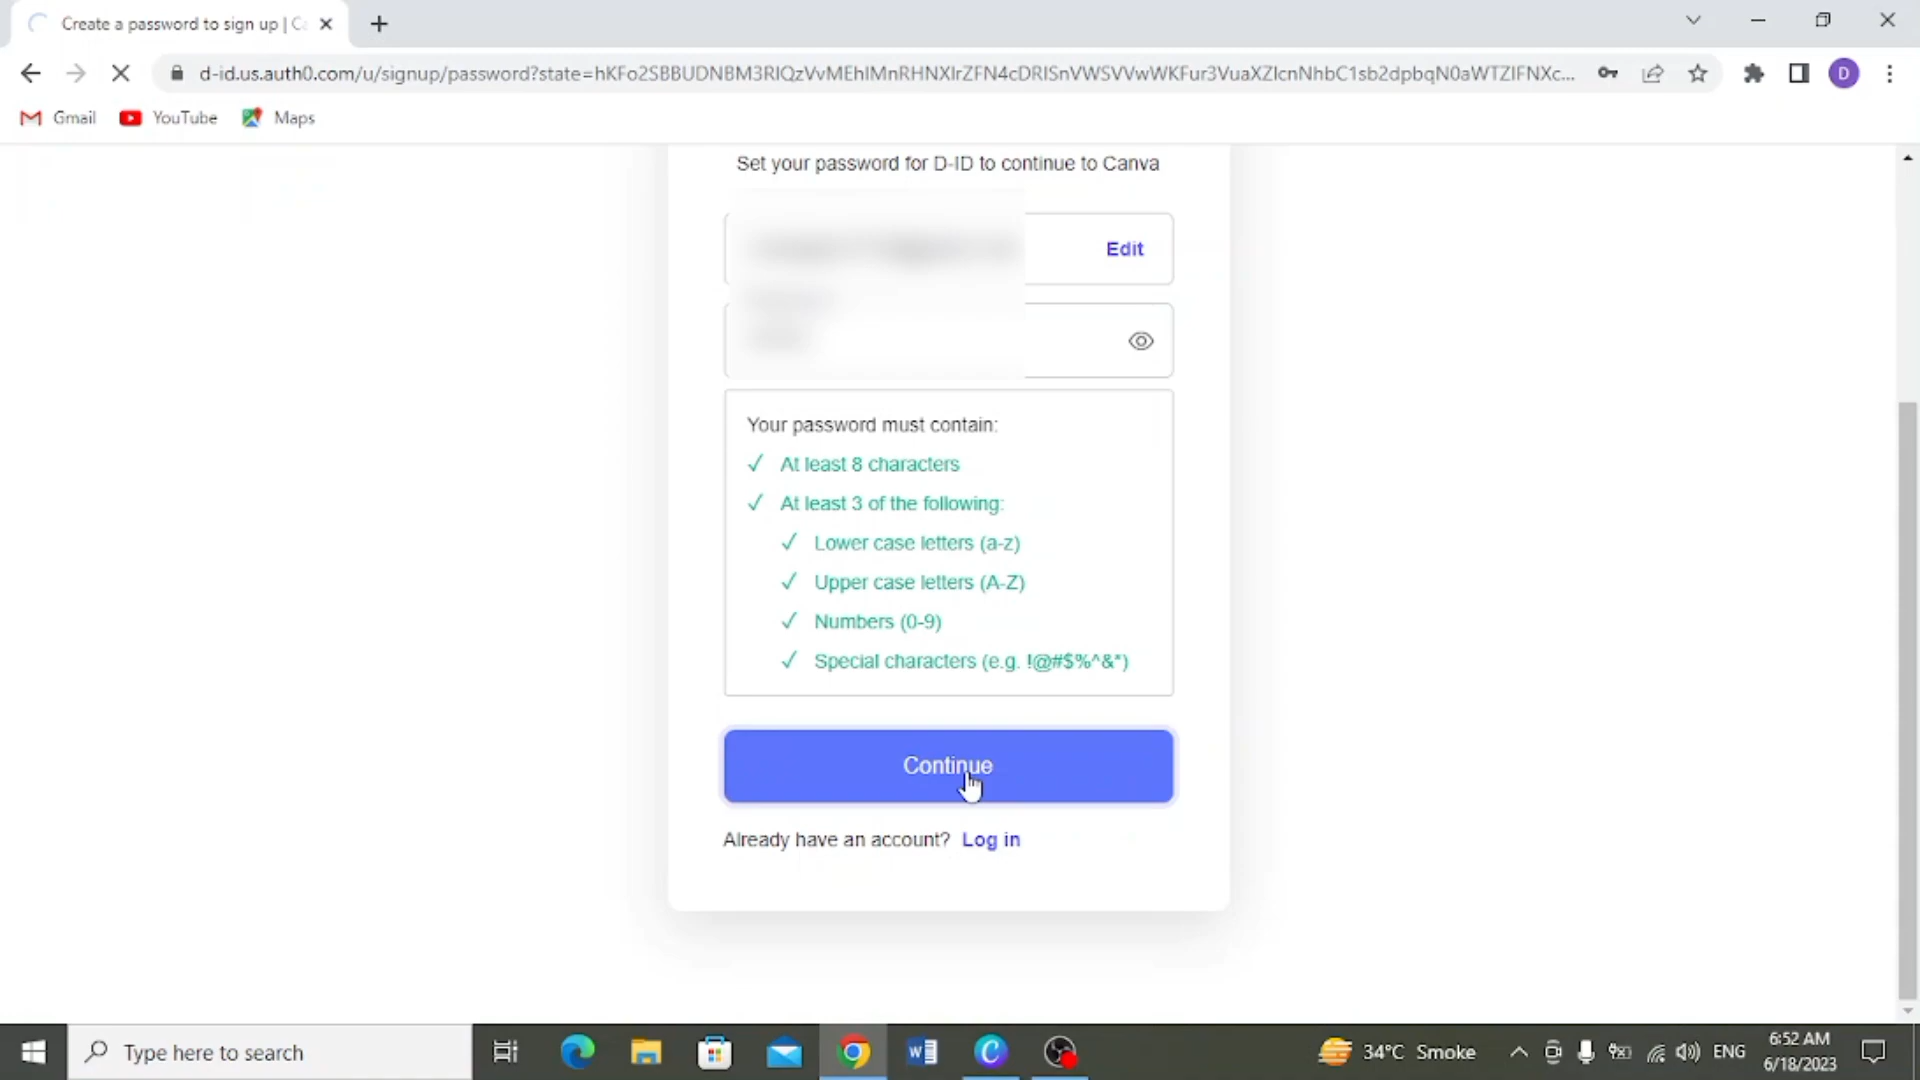 Create a password to sign up | Ca
d-id.us.auth0.com/u/signup/password?state=hKFo2SBBUDNBM3RIQzVvMEhIMnRHNXIrZFN4cDRISnVWSVVwWKFur3VuaXZlcnNhbC1sb2dpbqN0aWTZIFNXc...
D
Gmail YouTube Maps
Set your password for D-ID to continue to Canva
Edit
Your password must contain:
At least 8 characters
At least 3 of the following:
Lower case letters (a-z)
Upper case letters (A-Z)
Numbers (0-9)
Special characters (e.g. !@#$%^&*)
Continue
Already have an account? Log in
Type here to search
34°C Smoke
ENG
6:52 AM
6/18/2023